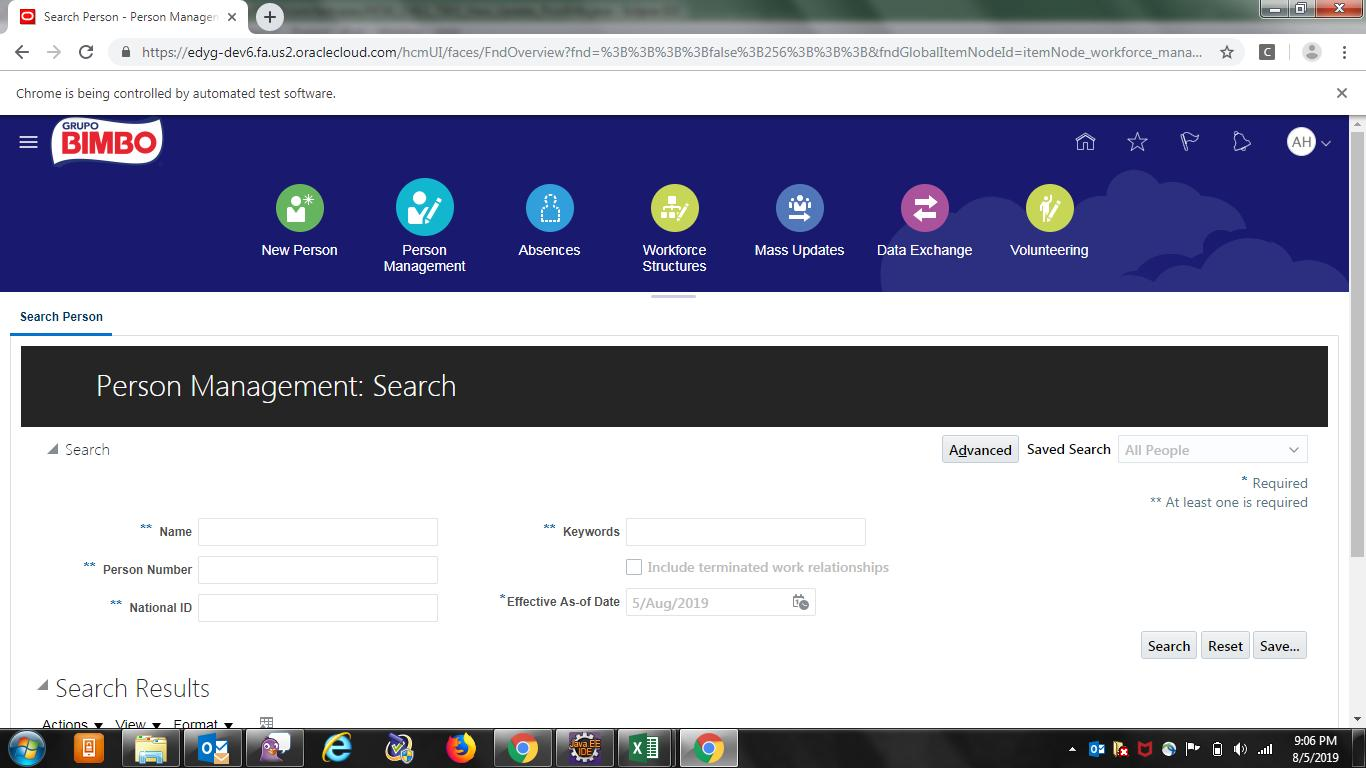 Search Person - Person Managem
https://edyg-dev6.fa.us2.oraclecloud.com/hcmUI/faces/FndOverview?fnd=%3B%3B%3B%3Bfalse%3B256%3B%3B%3B&fndGlobalItemNodeId=itemNode_workforce_mana...
C
Chrome is being controlled by automated test software.
GRUPO
BIMBO
AH
New Person
Person
Management
Absences
Workforce
Structures
Mass Updates
Data Exchange
Volunteering
Search Person
Person Management: Search
Search
Advanced
Saved Search
All People
* Required
** At least one is required
** Name
** Keywords
** Person Number
Include terminated work relationships
** National ID
*Effective As-of Date
5/Aug/2019
Search
Reset
Save...
Search Results
Actions
View
Format
Java EE
IDE
9:06 PM
8/5/2019